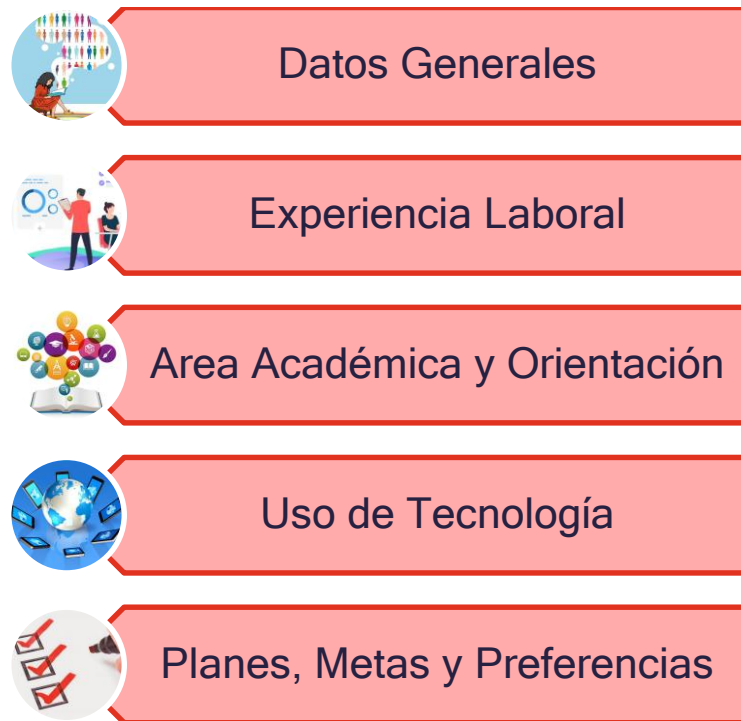 Datos Generales
Experiencia Laboral
Area Académica y Orientación
Uso de Tecnología
Planes, Metas y Preferencias